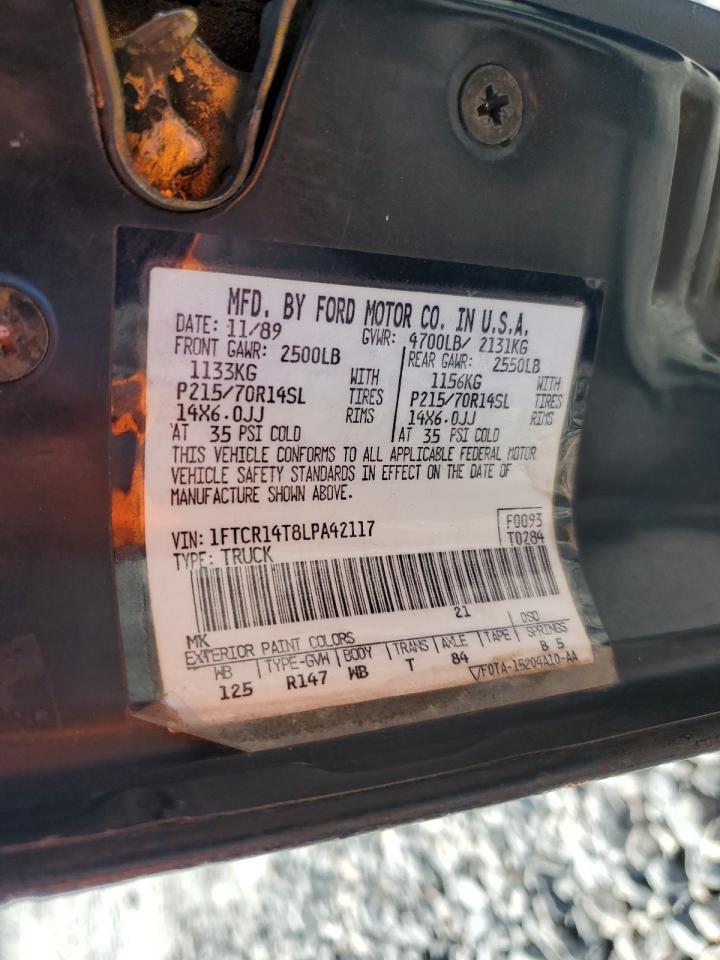 MFD. BY FORD MOTOR CO. IN U.S.A.
DATE: 11/89 GVWR: 4700LB/ 2131KG
FRONT GAWR: 2500LB REAR GAWR: 2550LB
1133KG WITH 1156KG WITH
P215/70R14SL TIRES P215/70R14SL TIRES
14X6.0JJ RIMS 14X6.0JJ RIMS
AT 35 PSI COLD AT 35 PSI COLD
THIS VEHICLE CONFORMS TO ALL APPLICABLE FEDERAL MOTOR
VEHICLE SAFETY STANDARDS IN EFFECT ON THE DATE OF
MANUFACTURE SHOWN ABOVE.
VIN: 1FTCR14T8LPA42117 F0093
TYPE: TRUCK T0284
MK 21 DSO
EXTERIOR PAINT COLORS
WB TYPE-GVW BODY TRANS AXLE TAPE SPRINGS
125 R147 WB T 84 B 5
F0TA-15204A10-AA